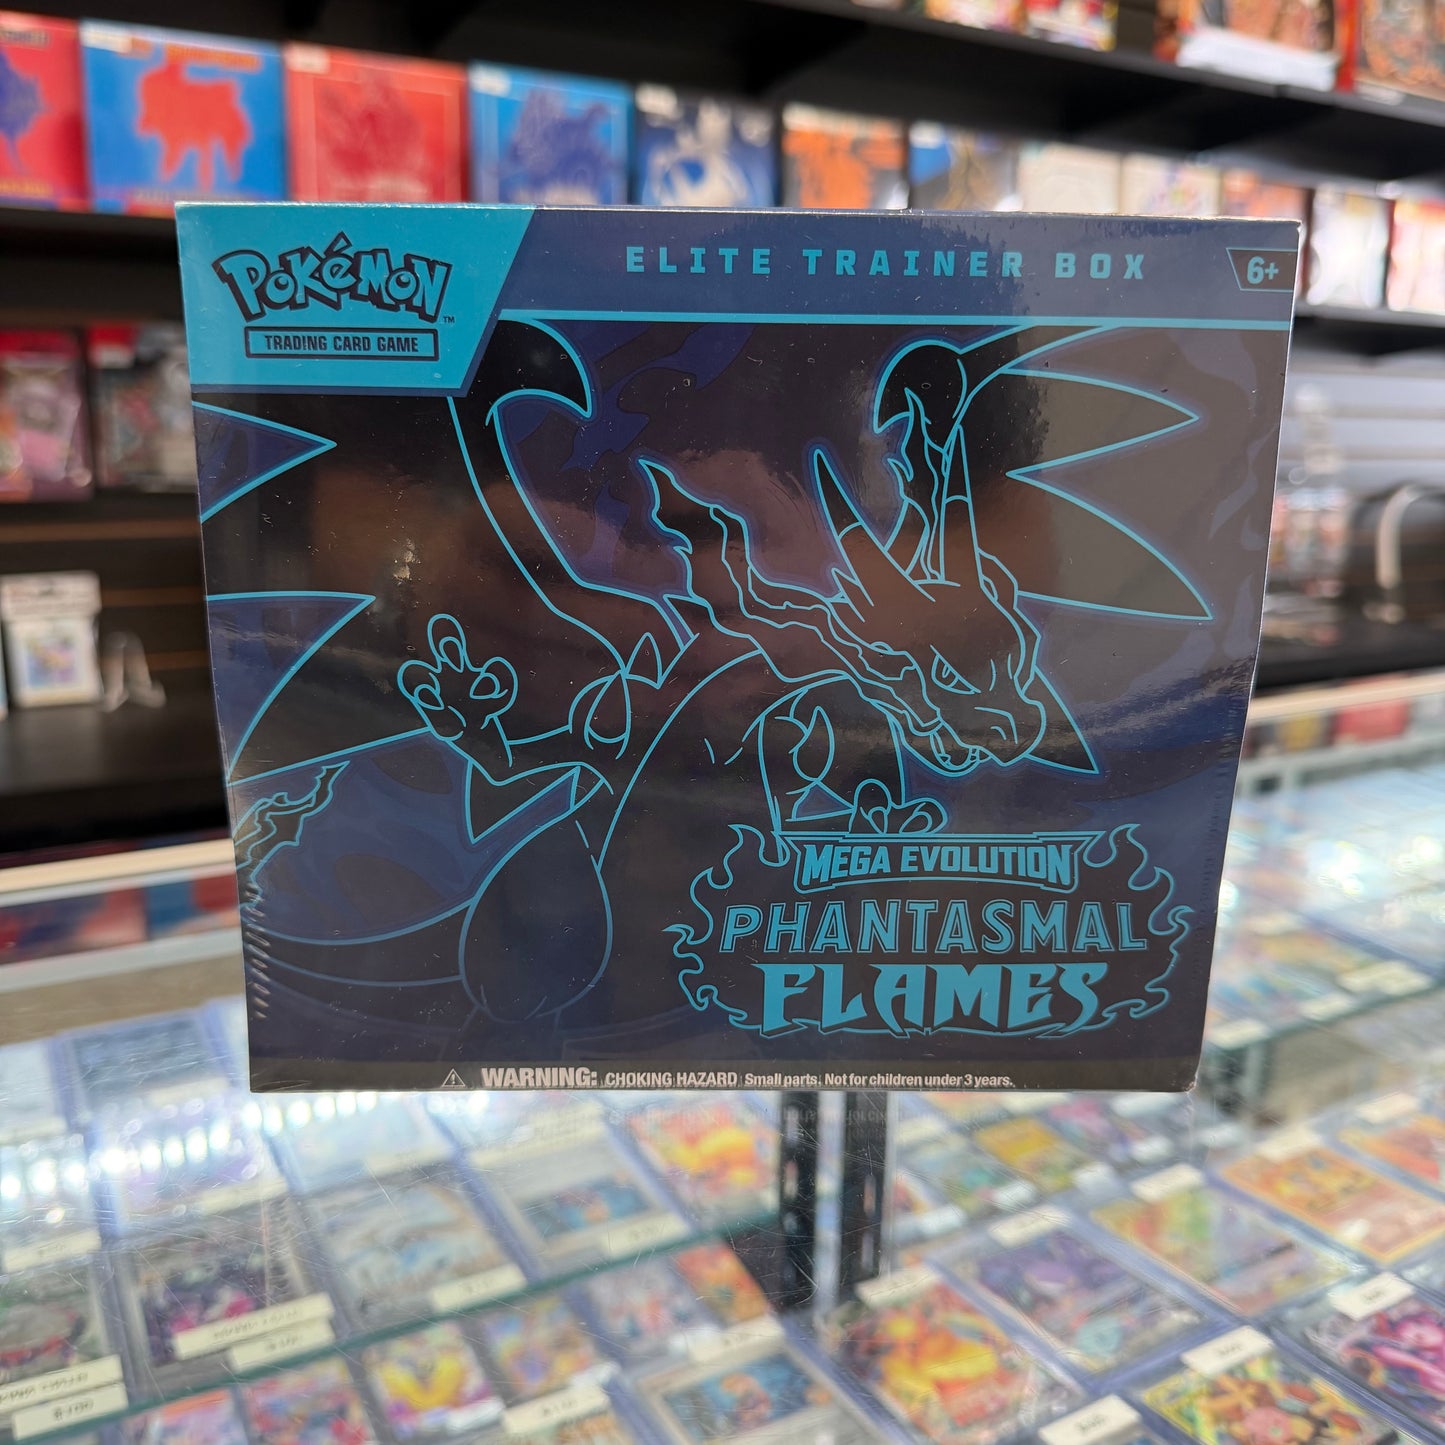 POKéMON™
TRADING CARD GAME
ELITE TRAINER BOX
6+
MEGA EVOLUTION
PHANTASMAL
FLAMES
WARNING: CHOKING HAZARD Small parts. Not for children under 3 years.